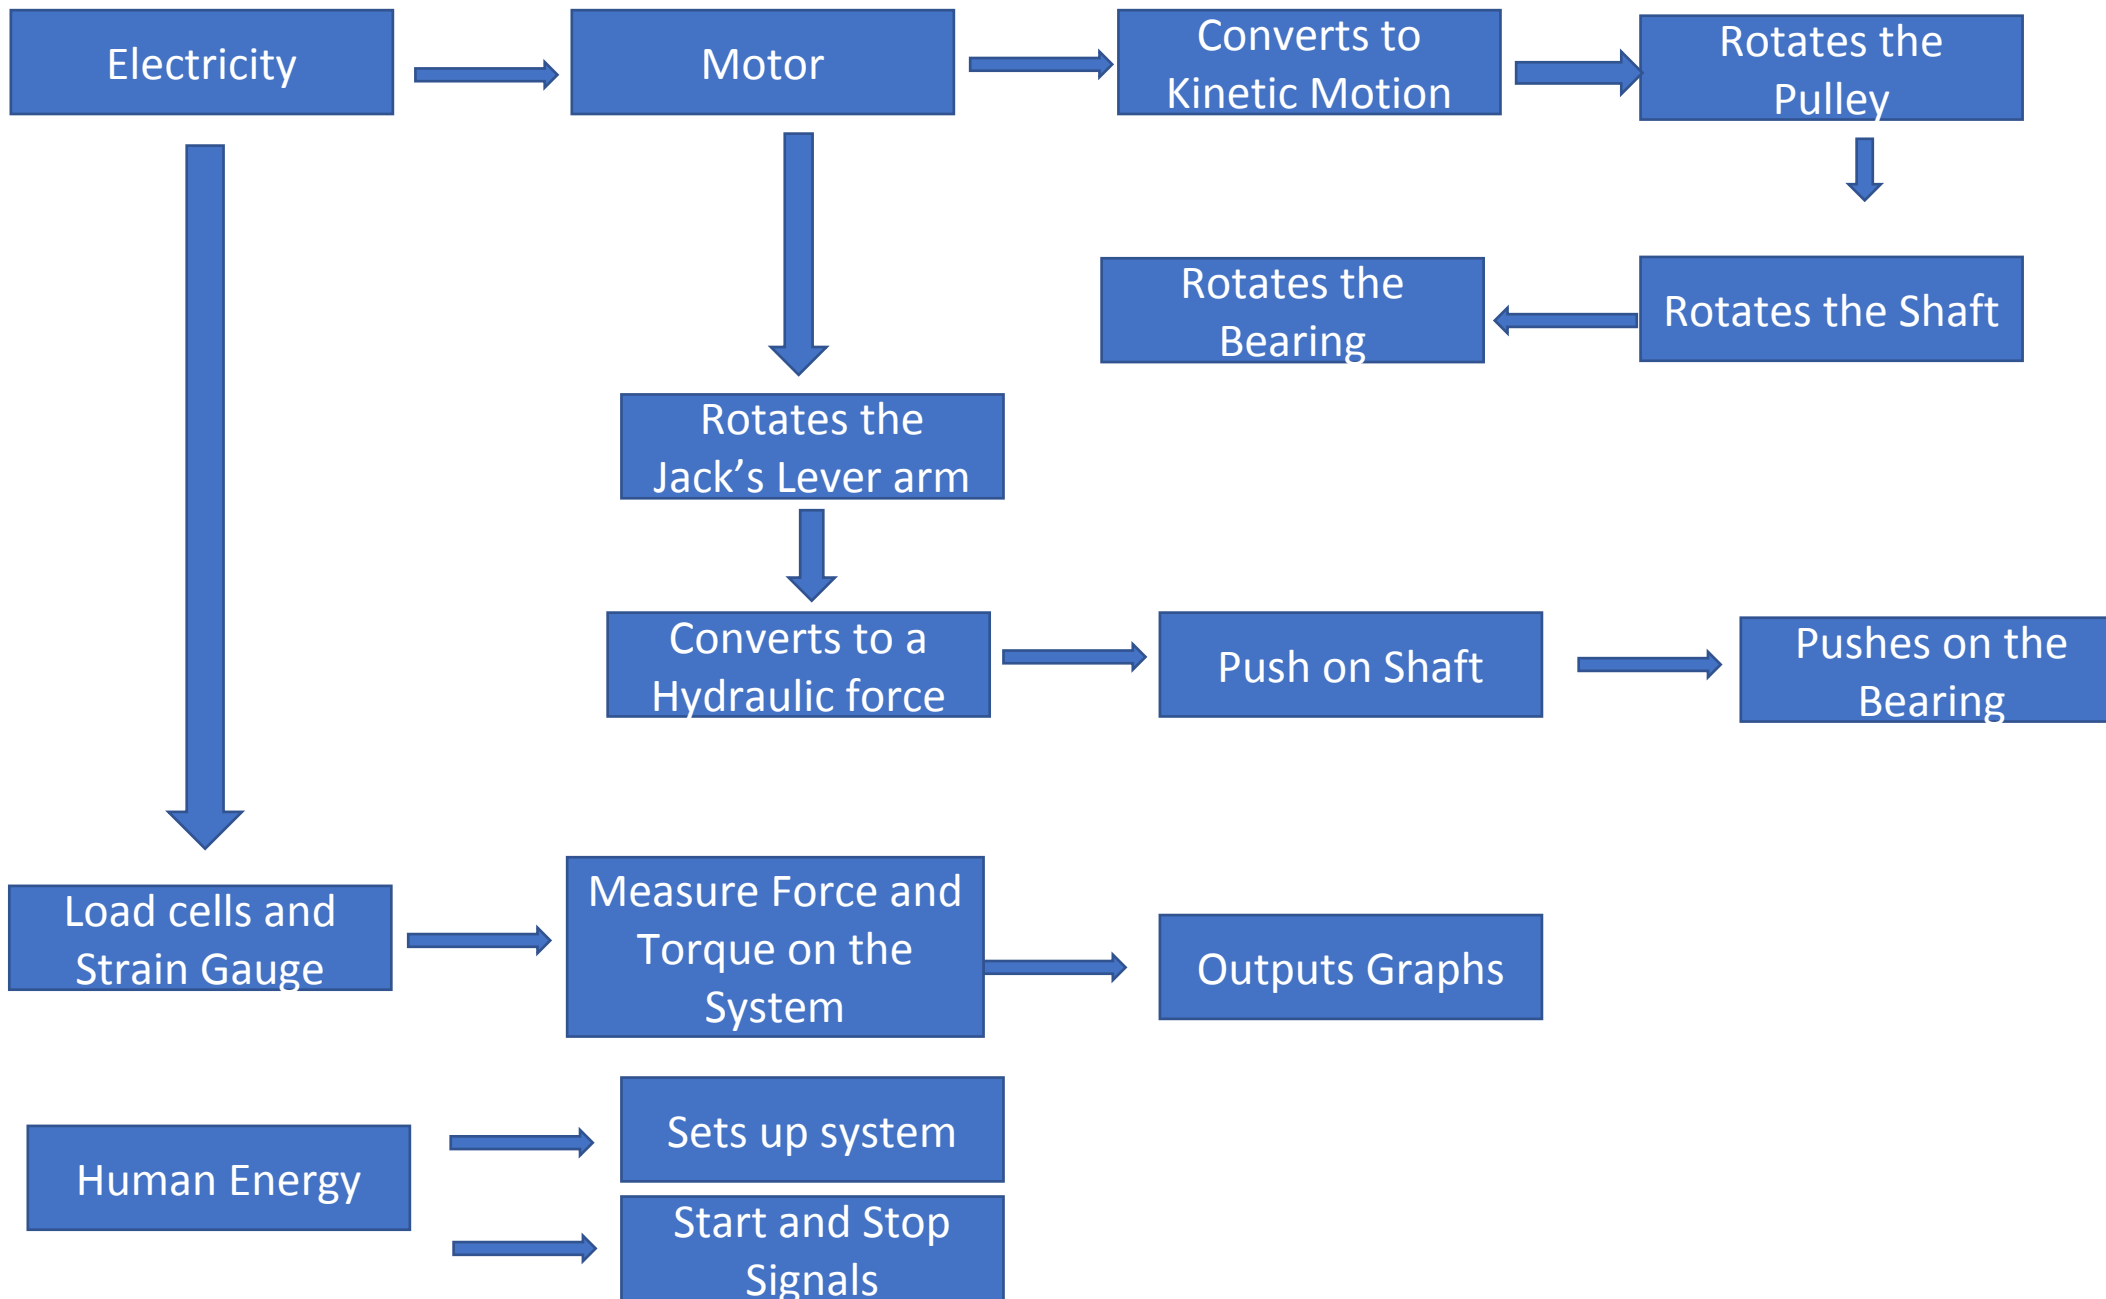 Electricity
Motor
Converts to
Kinetic Motion
Rotates the
Pulley
Rotates the
Bearing
Rotates the Shaft
Rotates the
Jack’s Lever arm
Converts to a
Hydraulic force
Push on Shaft
Pushes on the
Bearing
Load cells and
Strain Gauge
Measure Force and
Torque on the
System
Outputs Graphs
Human Energy
Sets up system
Start and Stop
Signals